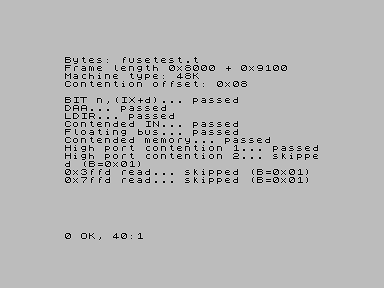 Bytes: fusetest.t
Frame length 0x8000 + 0x9100
Machine type: 48K
Contention offset: 0x08
BIT n,(IX+d)... passed
DAA... passed
LDIR... passed
Contended IN... passed
Floating bus... passed
Contended memory... passed
High port contention 1... passed
High port contention 2... skippe
d (B=0x01)
0x3ffd read... skipped (B=0x01)
0x7ffd read... skipped (B=0x01)
0 OK, 40:1